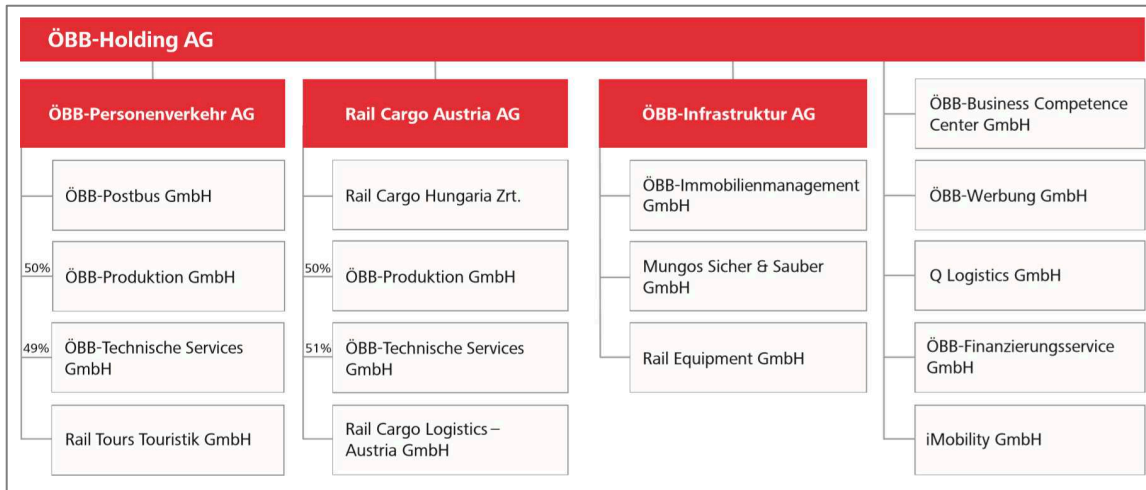 ÖBB-Holding AG
ÖBB-Personenverkehr AG
ÖBB-Postbus GmbH
50%
ÖBB-Produktion GmbH
49%
ÖBB-Technische Services
GmbH
Rail Tours Touristik GmbH
Rail Cargo Austria AG
Rail Cargo Hungaria Zrt.
50%
ÖBB-Produktion GmbH
51%
ÖBB-Technische Services
GmbH
Rail Cargo Logistics –
Austria GmbH
ÖBB-Infrastruktur AG
ÖBB-Immobilienmanagement
GmbH
Mungos Sicher & Sauber
GmbH
Rail Equipment GmbH
ÖBB-Business Competence
Center GmbH
ÖBB-Werbung GmbH
Q Logistics GmbH
ÖBB-Finanzierungsservice
GmbH
iMobility GmbH